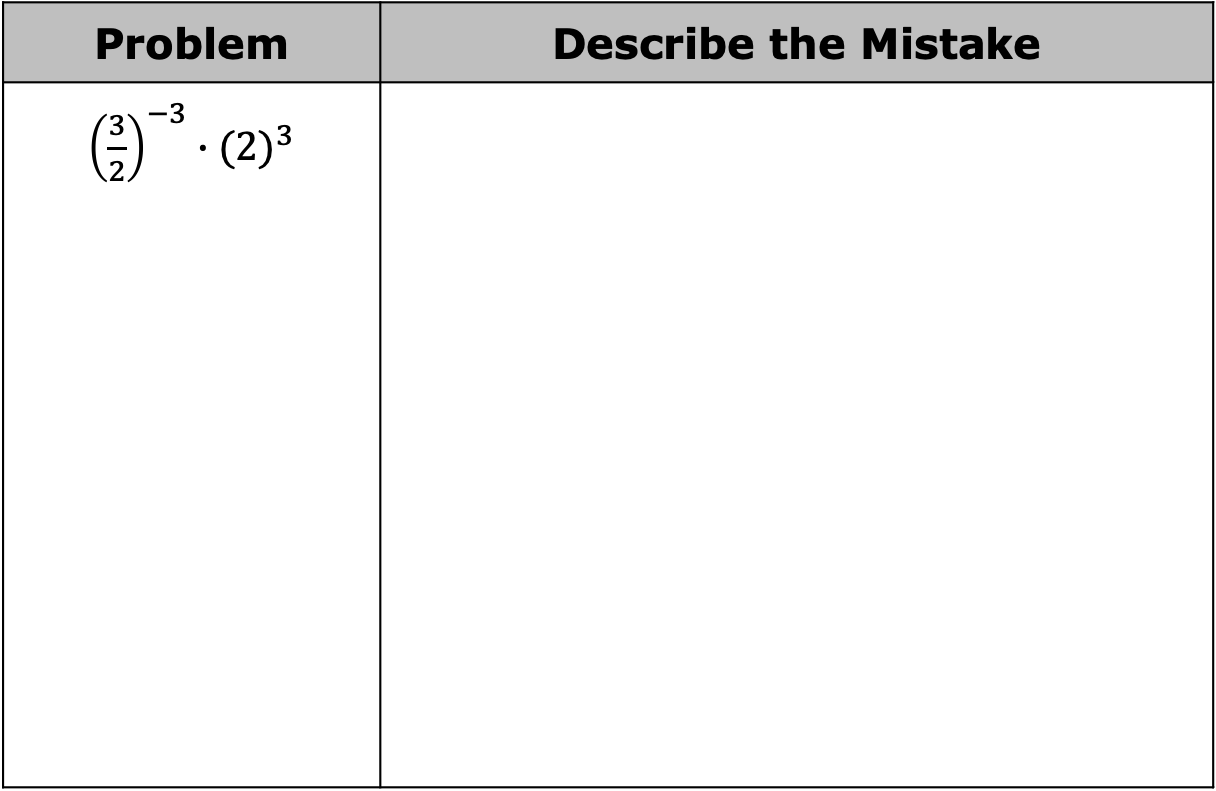 Problem
Describe the Mistake
(3/2)⁻³ · (2)³